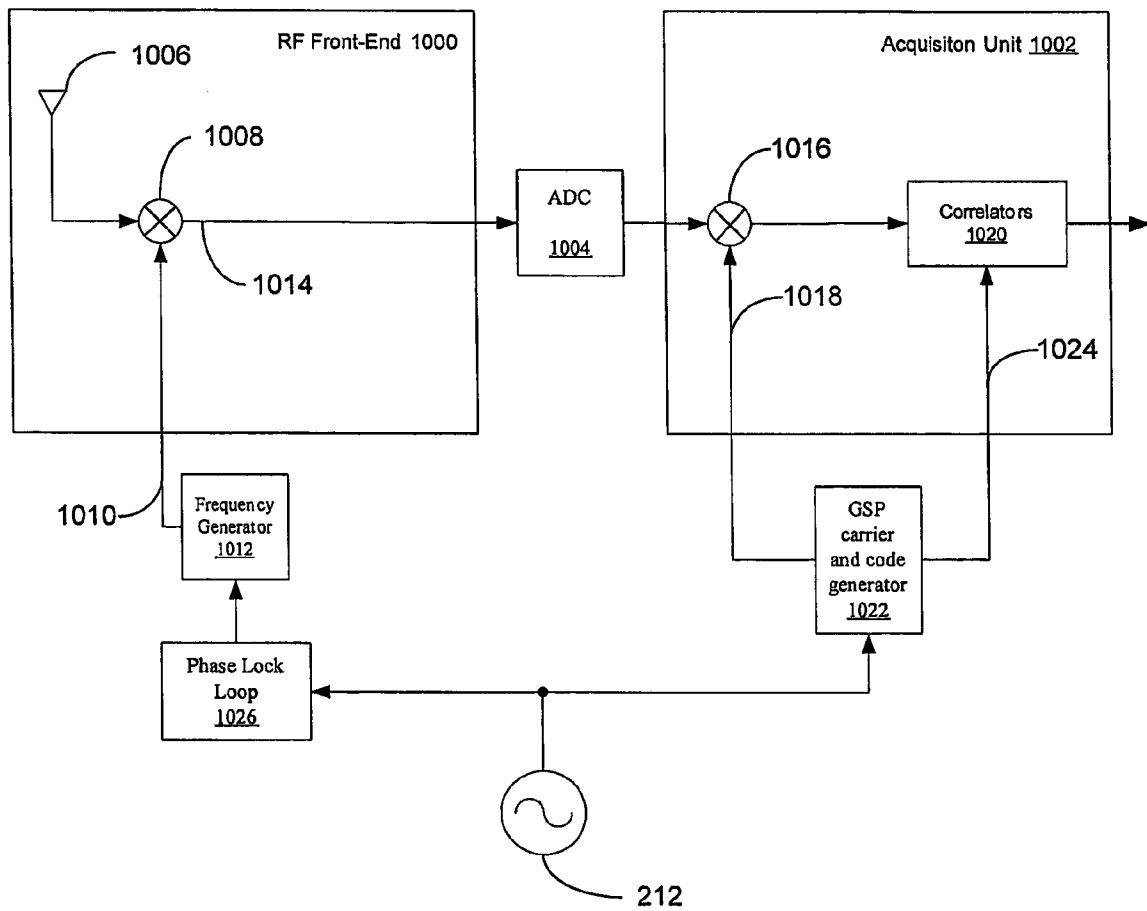 RF Front-End 1000
Acquisiton Unit 1002
1006
1008
1016
ADC
1004
Correlators
1020
1014
1018
1024
1010
Frequency
Generator
1012
GSP
carrier
and code
generator
1022
Phase Lock
Loop
1026
212